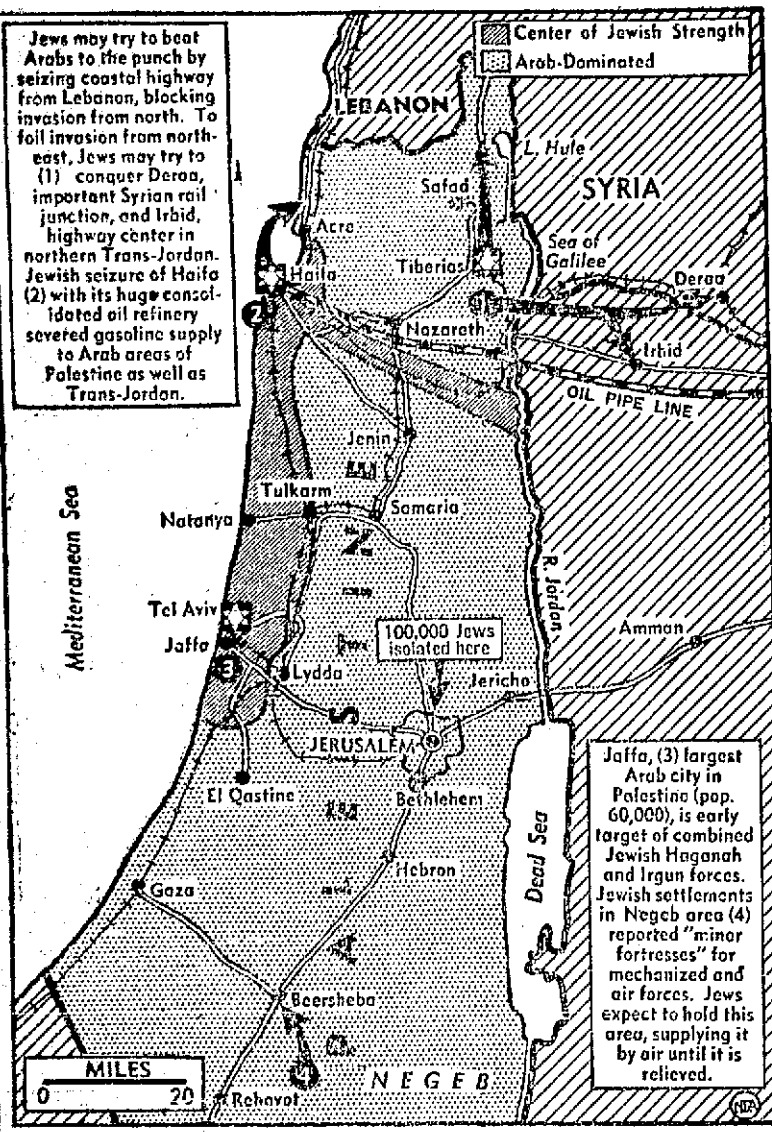 Jews may try to beat
Arabs to the punch by
seizing coastal highway
from Lebanon, blocking
invasion from north. To
foil invasion from north-
east, Jews may try to
(1) conquer Deraa,
important Syrian rail
junction, and Irbid,
highway center in
northern Trans-Jordan.
Jewish seizure of Haifa
(2) with its huge consol-
idated oil refinery
severed gasoline supply
to Arab areas of
Palestine as well as
Trans-Jordan.
Center of Jewish Strength
Arab-Dominated
LEBANON
L. Hule
SYRIA
Safad
Acre
Haifa
Tiberias
Sea of
Galilee
Deraa
2
Nazareth
Irbid
OIL PIPE LINE
Jenin
Tulkarm
Samaria
Natanya
Mediterranean Sea
R. Jordan
Tel Aviv
Jaffa
3
100,000 Jews
isolated here
Amman
Lydda
Jericho
JERUSALEM
El Qastine
Bethlehem
Dead Sea
Hebron
Gaza
Beersheba
PALESTINE
NEGEB
Rehavot
MILES
0 20
Jaffa, (3) largest
Arab city in
Palestine (pop.
60,000), is early
target of combined
Jewish Haganah
and Irgun forces.
Jewish settlements
in Negeb area (4)
reported "minor
fortresses" for
mechanized and
air forces. Jews
expect to hold this
area, supplying it
by air until it is
relieved.
NEA